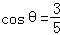 cos θ = 3/5